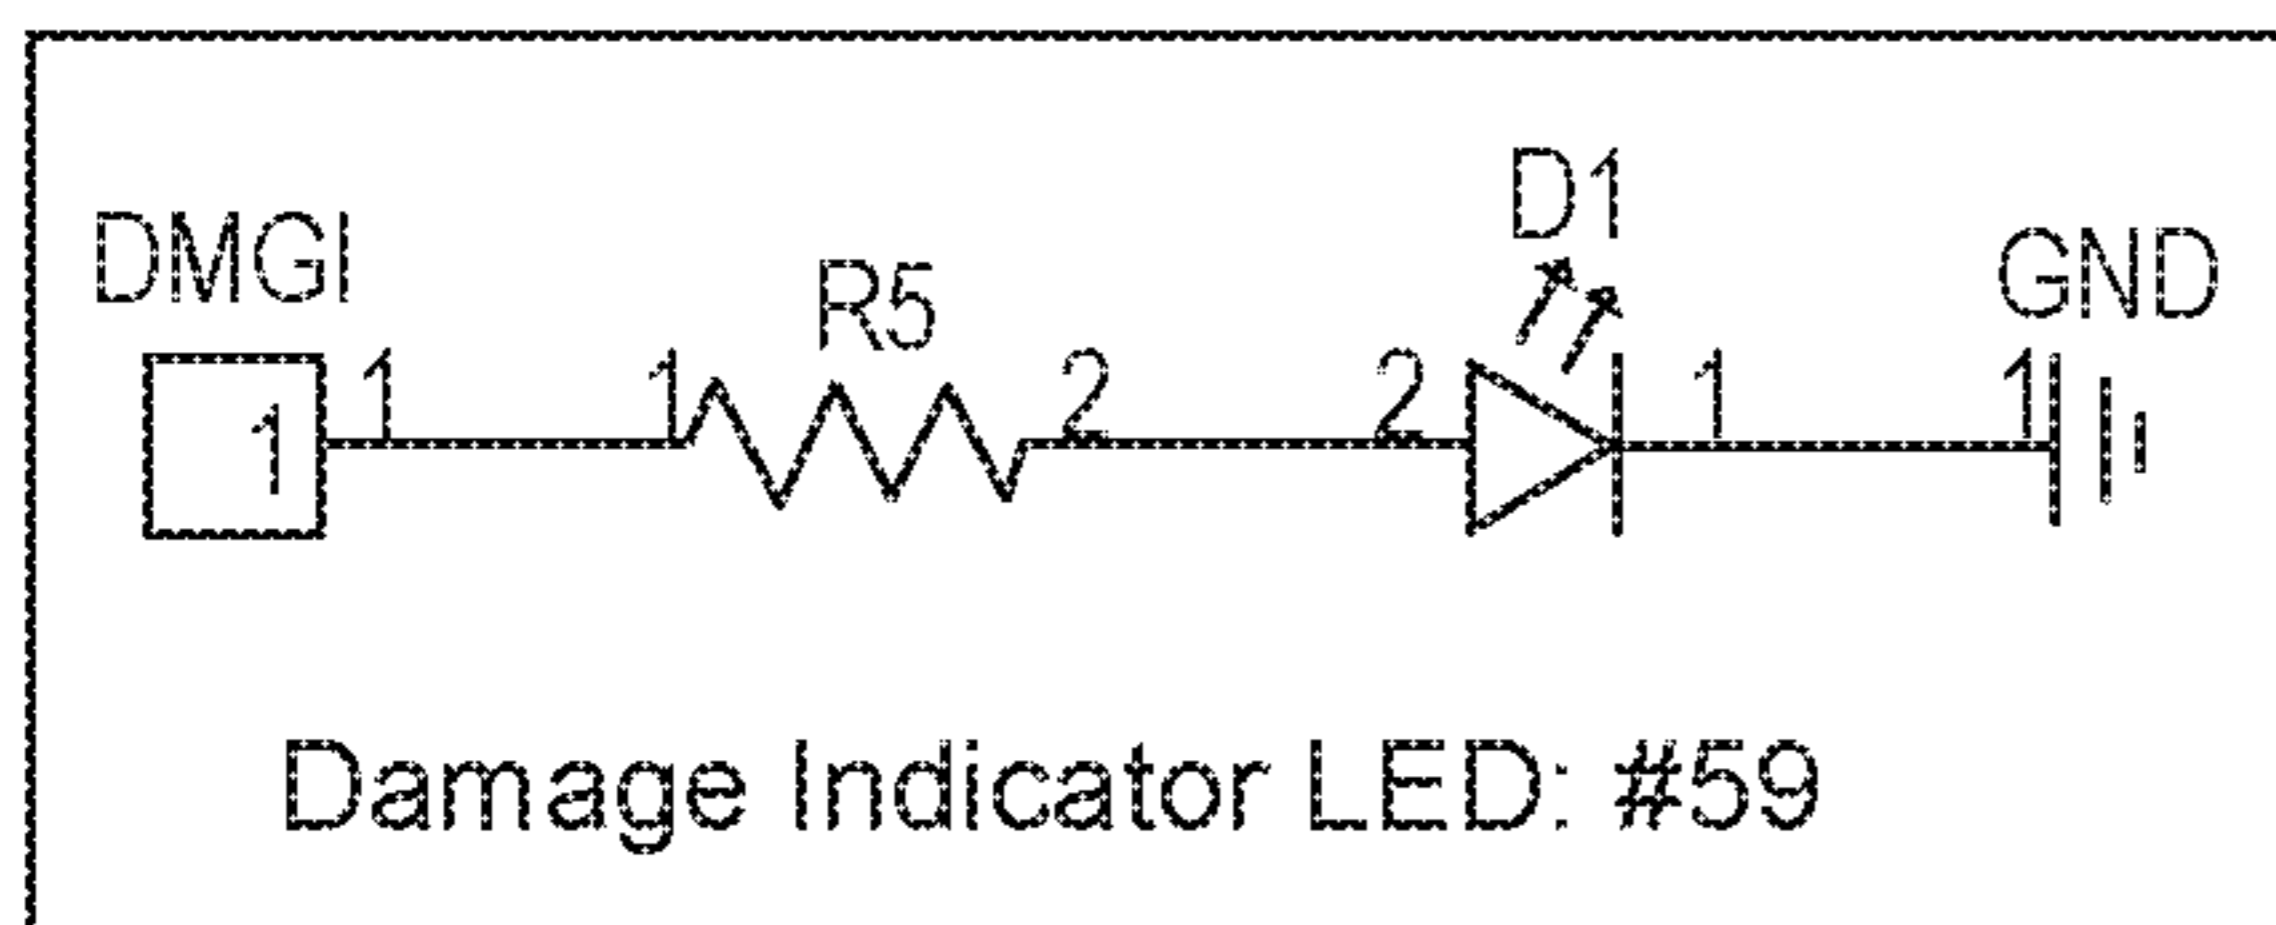 D1
DMGI
R5
GND
1 1 2 2 1 1
1
Damage Indicator LED: #59